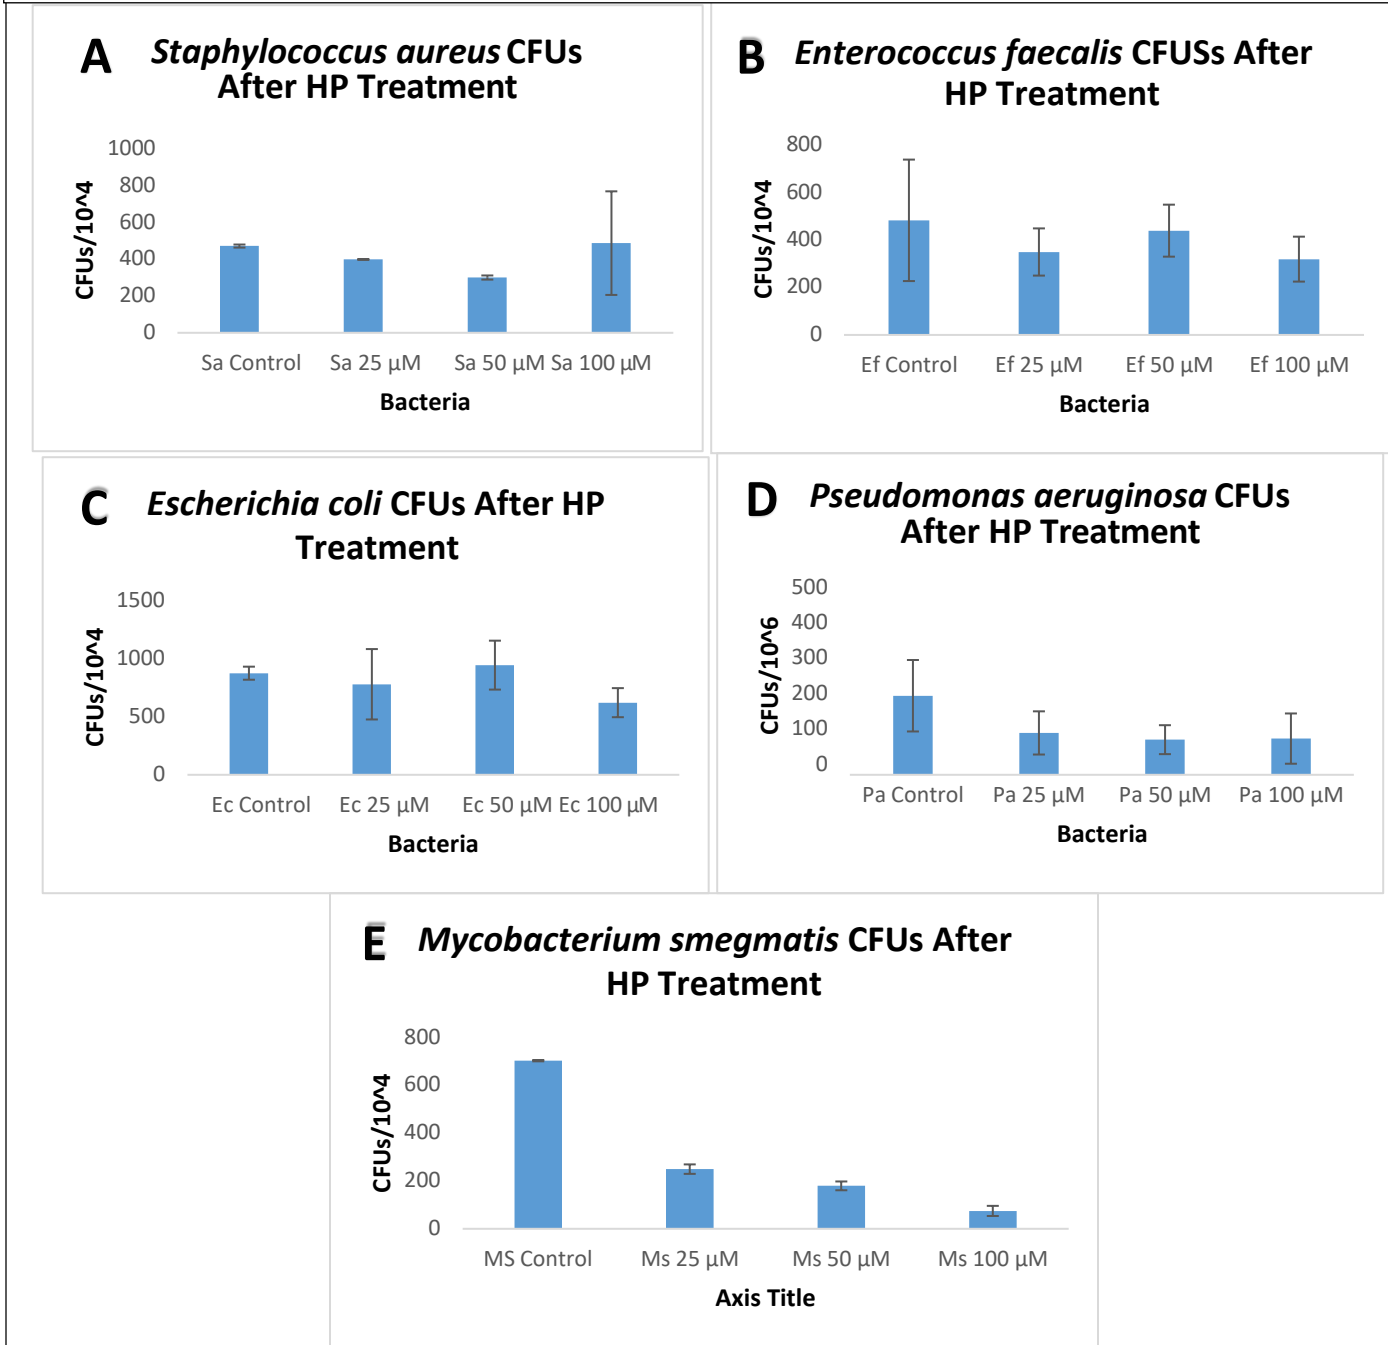 A
Staphylococcus aureus CFUs
After HP Treatment
1000
800
600
400
200
0
CFUs/10^4
Sa Control Sa 25 µM Sa 50 µM Sa 100 µM
Bacteria
B
Enterococcus faecalis CFUSs After
HP Treatment
800
600
400
200
0
CFUs/10^4
Ef Control Ef 25 µM Ef 50 µM Ef 100 µM
Bacteria
C
Escherichia coli CFUs After HP
Treatment
1500
1000
500
0
CFUs/10^4
Ec Control Ec 25 µM Ec 50 µM Ec 100 µM
Bacteria
D
Pseudomonas aeruginosa CFUs
After HP Treatment
500
400
300
200
100
0
CFUs/10^6
Pa Control Pa 25 µM Pa 50 µM Pa 100 µM
Bacteria
E
Mycobacterium smegmatis CFUs After
HP Treatment
800
600
400
200
0
CFUs/10^4
MS Control Ms 25 µM Ms 50 µM Ms 100 µM
Axis Title